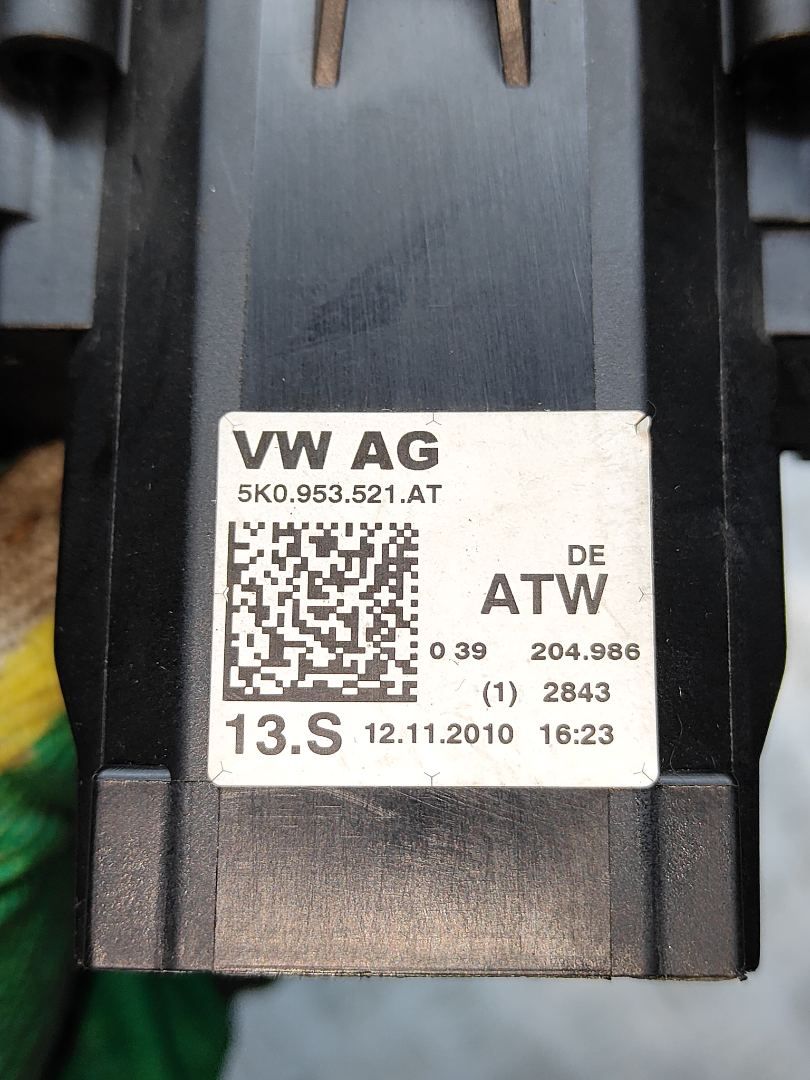 VW AG
5K0.953.521.AT
DE
ATW
0 39 204.986
(1) 2843
13.S 12.11.2010 16:23